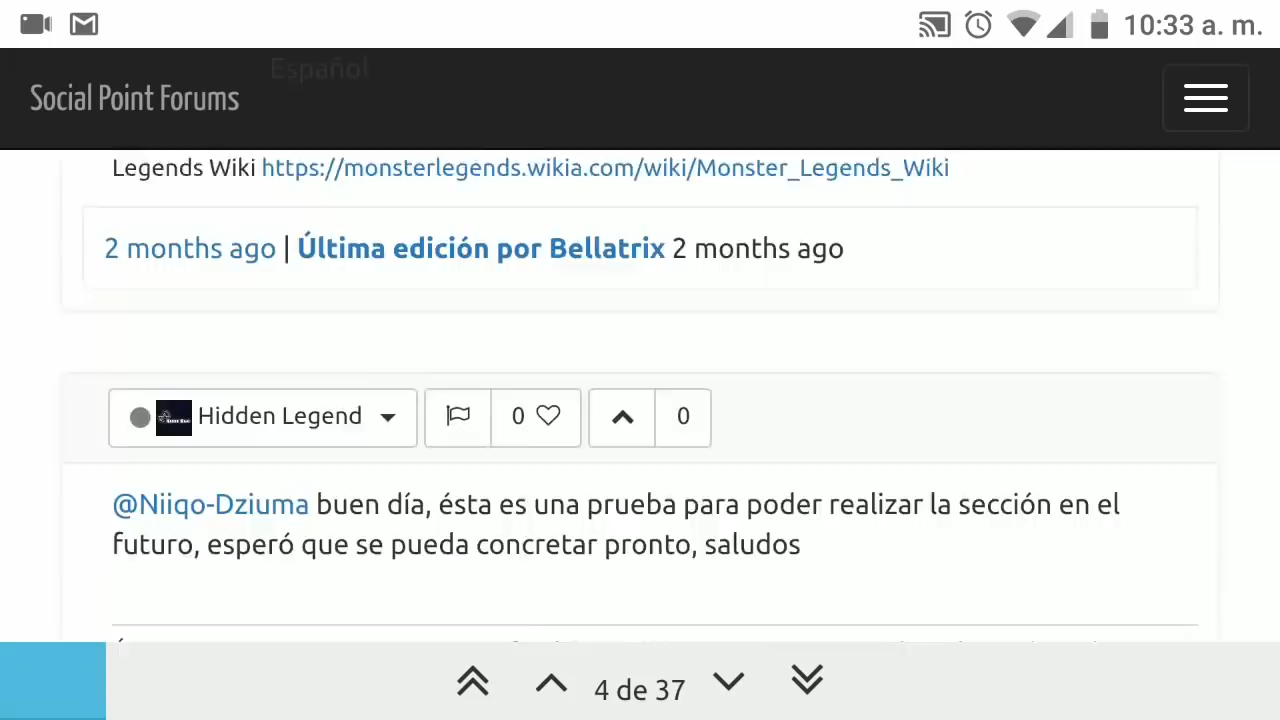 10:33 a. m.
Español
Social Point Forums
Legends Wiki https://monsterlegends.wikia.com/wiki/Monster_Legends_Wiki
2 months ago | Última edición por Bellatrix 2 months ago
Hidden Legend 0 0
@Niiqo-Dziuma buen día, ésta es una prueba para poder realizar la sección en el
futuro, esperó que se pueda concretar pronto, saludos
4 de 37